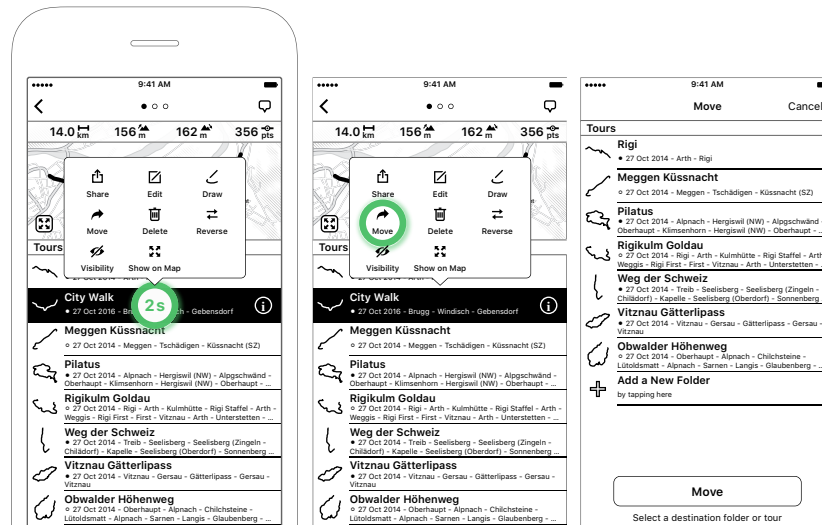 9:41 AM
14.0 km 156 m 162 m 356 pts
Share Edit Draw
Move Delete Reverse
Tours
Visibility Show on Map
City Walk
2s
27 Oct 2016 - Gebensdorf
Meggen Küssnacht
27 Oct 2014 - Meggen - Tschädigen - Küssnacht (SZ)
Pilatus
27 Oct 2014 - Alpnach - Hergiswil (NW) - Alpgschwänd -
Oberhaupt - Klimsenhorn - Hergiswil (NW) - Oberhaupt - ...
Rigikulm Goldau
27 Oct 2014 - Rigi - Arth - Kulmhütte - Rigi Staffel - Arth -
Weggis - Rigi First - First - Vitznau - Arth - Unterstetten - ...
Weg der Schweiz
27 Oct 2014 - Treib - Seelisberg - Seelisberg (Zingeln -
Chilädorf) - Kapelle - Seelisberg (Oberdorf) - Sonnenberg ...
Vitznau Gätterlipass
27 Oct 2014 - Vitznau - Gersau - Gätterlipass - Gersau -
Vitznau
Obwalder Höhenweg
27 Oct 2014 - Oberhaupt - Alpnach - Chilchsteine -
Lütoldsmatt - Alpnach - Sarnen - Langis - Glaubenberg - ...
9:41 AM
14.0 km 156 m 162 m 356 pts
Share Edit Draw
Move Delete Reverse
Tours
Visibility Show on Map
City Walk
27 Oct 2016 - Brugg - Windisch - Gebensdorf
Meggen Küssnacht
27 Oct 2014 - Meggen - Tschädigen - Küssnacht (SZ)
Pilatus
27 Oct 2014 - Alpnach - Hergiswil (NW) - Alpgschwänd -
Oberhaupt - Klimsenhorn - Hergiswil (NW) - Oberhaupt - ...
Rigikulm Goldau
27 Oct 2014 - Rigi - Arth - Kulmhütte - Rigi Staffel - Arth -
Weggis - Rigi First - First - Vitznau - Arth - Unterstetten - ...
Weg der Schweiz
27 Oct 2014 - Treib - Seelisberg - Seelisberg (Zingeln -
Chilädorf) - Kapelle - Seelisberg (Oberdorf) - Sonnenberg ...
Vitznau Gätterlipass
27 Oct 2014 - Vitznau - Gersau - Gätterlipass - Gersau -
Vitznau
Obwalder Höhenweg
27 Oct 2014 - Oberhaupt - Alpnach - Chilchsteine -
Lütoldsmatt - Alpnach - Sarnen - Langis - Glaubenberg - ...
9:41 AM
Move Cancel
Tours
Rigi
27 Oct 2014 - Arth - Rigi
Meggen Küssnacht
27 Oct 2014 - Meggen - Tschädigen - Küssnacht (SZ)
Pilatus
27 Oct 2014 - Alpnach - Hergiswil (NW) - Alpgschwänd -
Oberhaupt - Klimsenhorn - Hergiswil (NW) - Oberhaupt - ...
Rigikulm Goldau
27 Oct 2014 - Rigi - Arth - Kulmhütte - Rigi Staffel - Arth
Weggis - Rigi First - First - Vitznau - Arth - Unterstetten -
Weg der Schweiz
27 Oct 2014 - Treib - Seelisberg - Seelisberg (Zingeln -
Chilädorf) - Kapelle - Seelisberg (Oberdorf) - Sonnenberg
Vitznau Gätterlipass
27 Oct 2014 - Vitznau - Gersau - Gätterlipass - Gersau -
Vitznau
Obwalder Höhenweg
27 Oct 2014 - Oberhaupt - Alpnach - Chilchsteine -
Lütoldsmatt - Alpnach - Sarnen - Langis - Glaubenberg - ...
Add a New Folder
by tapping here
Move
Select a destination folder or tour